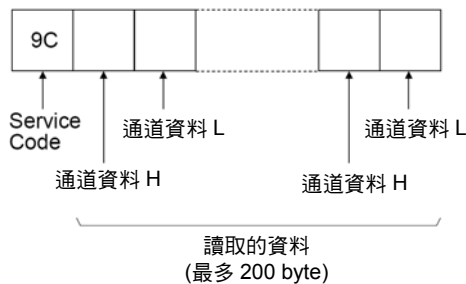 9C
Service
Code
通道資料 L
通道資料 L
通道資料 H
通道資料 H
讀取的資料
(最多 200 byte)